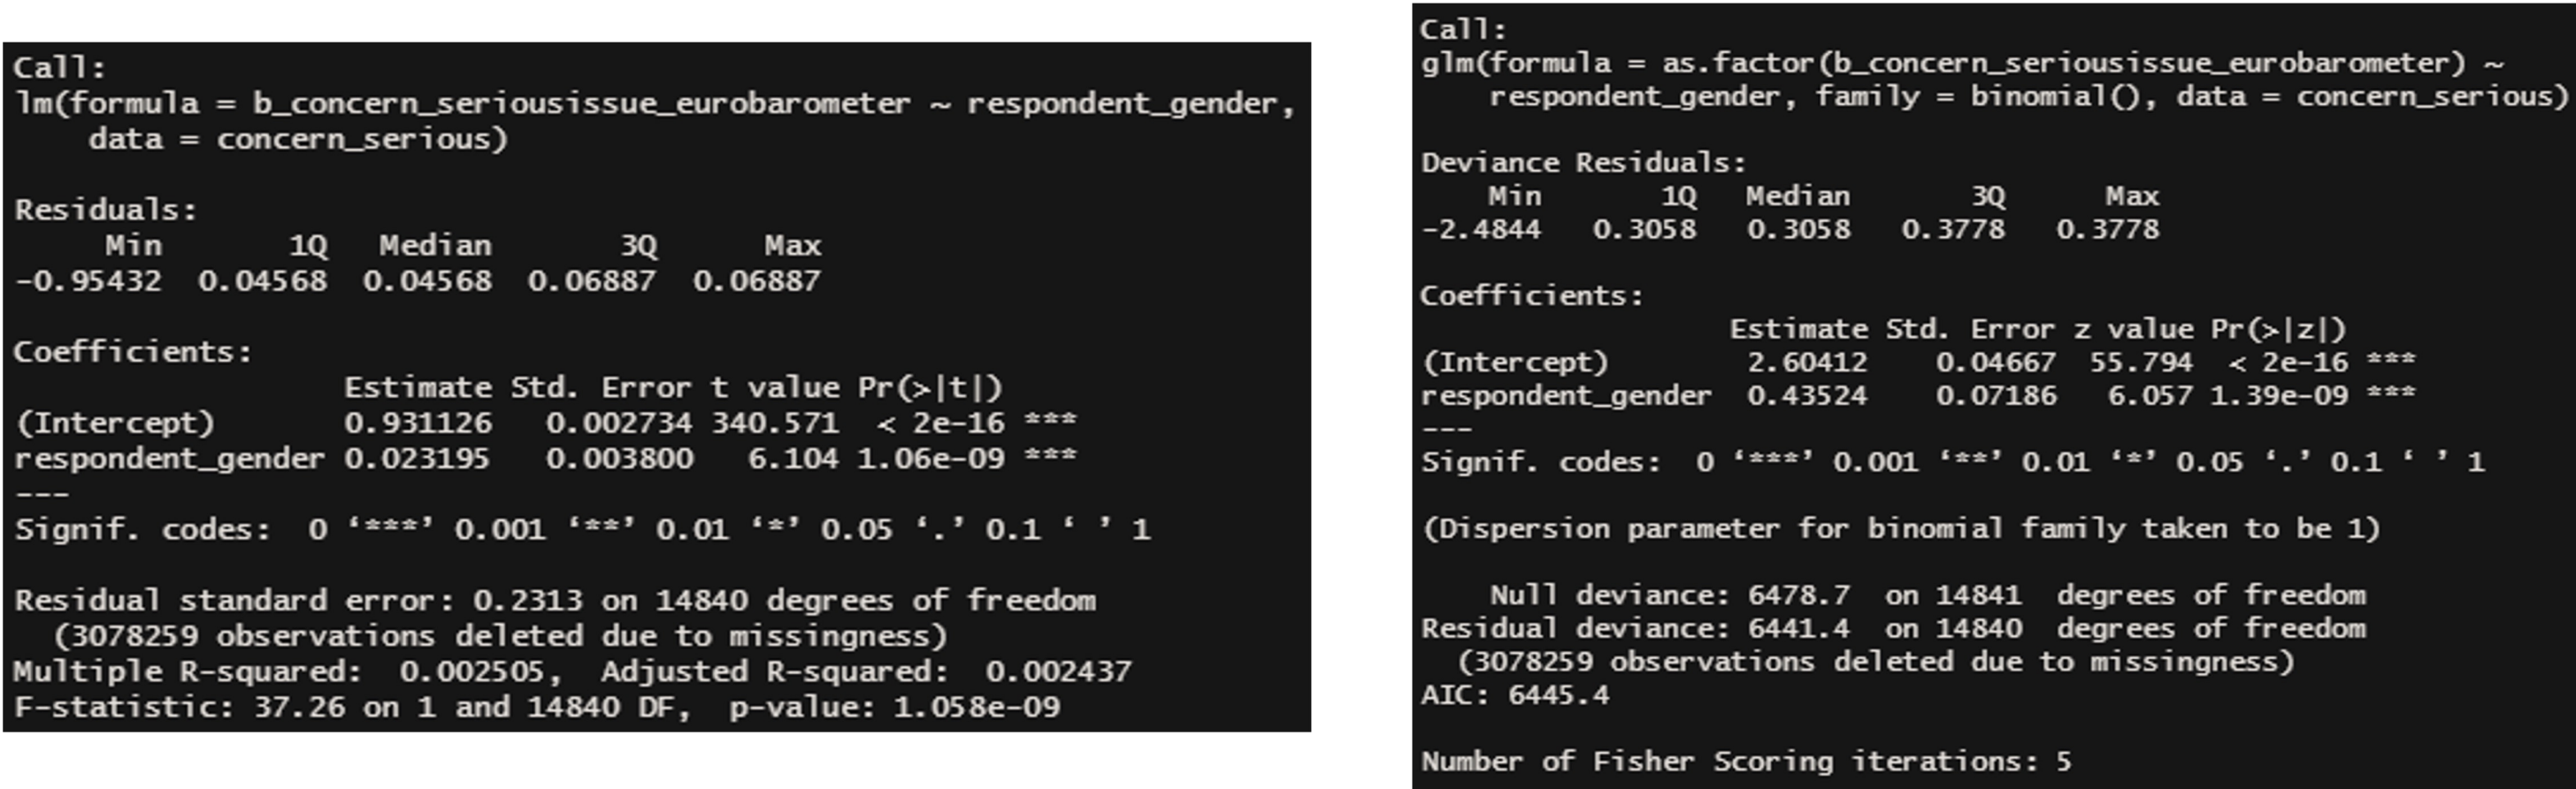 Call:
lm(formula = b_concern_seriousissue_eurobarometer ~ respondent_gender,
    data = concern_serious)
Residuals:
     Min       1Q   Median       3Q      Max
-0.95432  0.04568  0.04568  0.06887  0.06887
Coefficients:
                  Estimate Std. Error t value Pr(>|t|)
(Intercept)       0.931126   0.002734 340.571  < 2e-16 ***
respondent_gender 0.023195   0.003800   6.104 1.06e-09 ***
---
Signif. codes:  0 ‘***’ 0.001 ‘**’ 0.01 ‘*’ 0.05 ‘.’ 0.1 ‘ ’ 1
Residual standard error: 0.2313 on 14840 degrees of freedom
  (3078259 observations deleted due to missingness)
Multiple R-squared:  0.002505,  Adjusted R-squared:  0.002437
F-statistic: 37.26 on 1 and 14840 DF,  p-value: 1.058e-09
Call:
glm(formula = as.factor(b_concern_seriousissue_eurobarometer) ~
    respondent_gender, family = binomial(), data = concern_serious)
Deviance Residuals:
    Min       1Q   Median       3Q      Max
-2.4844   0.3058   0.3058   0.3778   0.3778
Coefficients:
                  Estimate Std. Error z value Pr(>|z|)
(Intercept)        2.60412    0.04667  55.794  < 2e-16 ***
respondent_gender  0.43524    0.07186   6.057 1.39e-09 ***
---
Signif. codes:  0 ‘***’ 0.001 ‘**’ 0.01 ‘*’ 0.05 ‘.’ 0.1 ‘ ’ 1
(Dispersion parameter for binomial family taken to be 1)
    Null deviance: 6478.7  on 14841  degrees of freedom
Residual deviance: 6441.4  on 14840  degrees of freedom
  (3078259 observations deleted due to missingness)
AIC: 6445.4
Number of Fisher Scoring iterations: 5